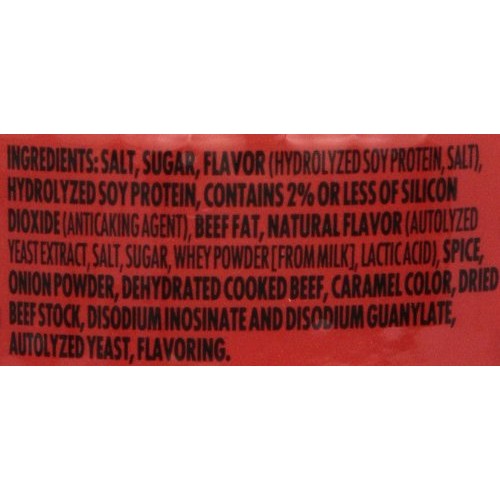 INGREDIENTS: SALT, SUGAR, FLAVOR (HYDROLYZED SOY PROTEIN, SALT),
HYDROLYZED SOY PROTEIN, CONTAINS 2% OR LESS OF SILICON
DIOXIDE (ANTICAKING AGENT), BEEF FAT, NATURAL FLAVOR (AUTOLYZED
YEAST EXTRACT, SALT, SUGAR, WHEY POWDER [FROM MILK], LACTIC ACID), SPICE,
ONION POWDER, DEHYDRATED COOKED BEEF, CARAMEL COLOR, DRIED
BEEF STOCK, DISODIUM INOSINATE AND DISODIUM GUANYLATE,
AUTOLYZED YEAST, FLAVORING.